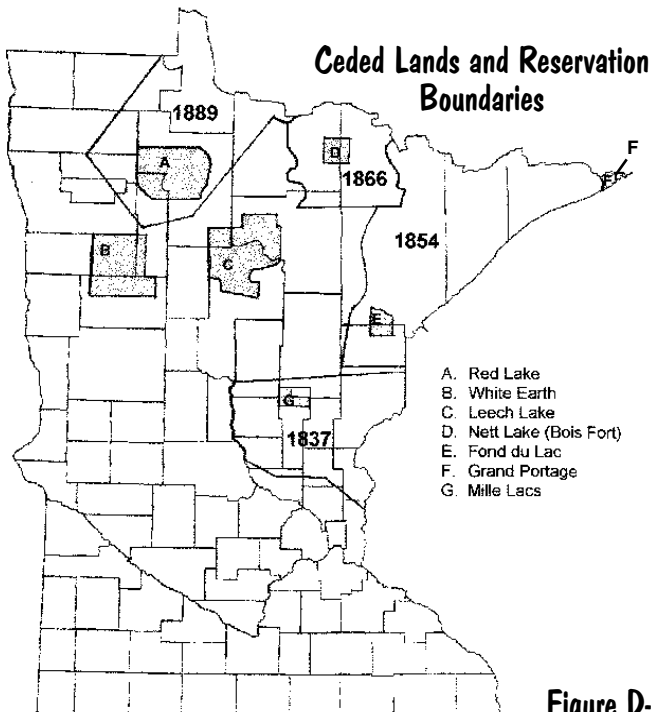 Ceded Lands and Reservation
Boundaries
1889
A
D
1866
F
F
1854
B
C
E
G
1837
A. Red Lake
B. White Earth
C. Leech Lake
D. Nett Lake (Bois Fort)
E. Fond du Lac
F. Grand Portage
G. Mille Lacs
Figure D-